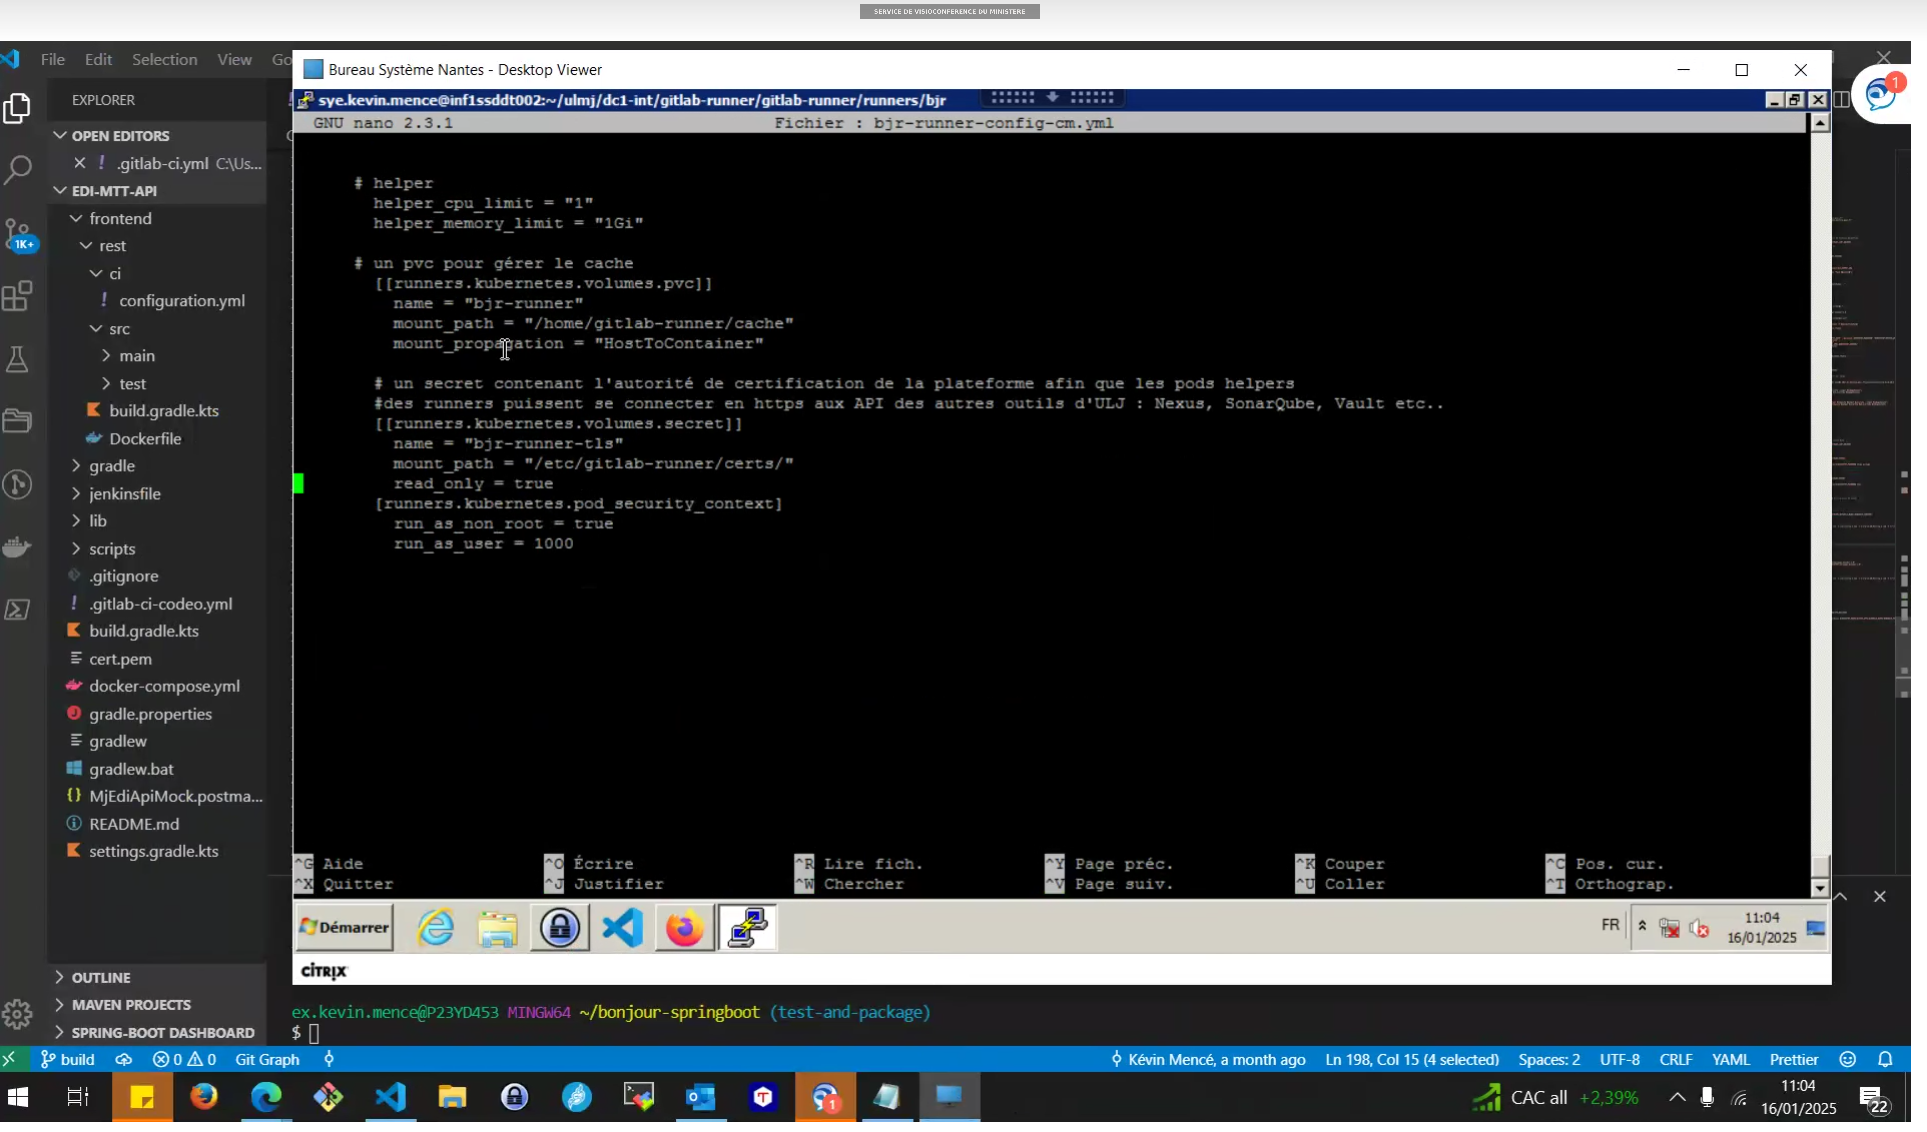 SERVICE DE VISIOCONFERENCE DU MINISTERE
File Edit Selection View Go
Bureau Système Nantes - Desktop Viewer
1
EXPLORER
sye.kevin.mence@inf1ssddt002:~/ulmj/dc1-int/gitlab-runner/gitlab-runner/runners/bjr
GNU nano 2.3.1 Fichier : bjr-runner-config-cm.yml
OPEN EDITORS
! .gitlab-ci.yml C:\Us...
EDI-MTT-API
frontend
rest
ci
! configuration.yml
src
main
test
build.gradle.kts
Dockerfile
gradle
jenkinsfile
lib
scripts
.gitignore
! .gitlab-ci-codeo.yml
build.gradle.kts
cert.pem
docker-compose.yml
gradle.properties
gradlew
gradlew.bat
{} MjEdiApiMock.postma...
README.md
settings.gradle.kts
OUTLINE
MAVEN PROJECTS
SPRING-BOOT DASHBOARD
1K+
# helper
helper_cpu_limit = "1"
helper_memory_limit = "1Gi"
# un pvc pour gérer le cache
[[runners.kubernetes.volumes.pvc]]
name = "bjr-runner"
mount_path = "/home/gitlab-runner/cache"
mount_propagation = "HostToContainer"
# un secret contenant l'autorité de certification de la plateforme afin que les pods helpers
#des runners puissent se connecter en https aux API des autres outils d'ULJ : Nexus, SonarQube, Vault etc..
[[runners.kubernetes.volumes.secret]]
name = "bjr-runner-tls"
mount_path = "/etc/gitlab-runner/certs/"
read_only = true
[runners.kubernetes.pod_security_context]
run_as_non_root = true
run_as_user = 1000
^G Aide ^O Écrire ^R Lire fich. ^Y Page préc. ^K Couper ^C Pos. cur.
^X Quitter ^J Justifier ^W Chercher ^V Page suiv. ^U Coller ^T Orthograp.
Démarrer
FR
11:04
16/01/2025
CİTRIX
ex.kevin.mence@P23YD453 MINGW64 ~/bonjour-springboot (test-and-package)
$
build 0 0 Git Graph Kévin Mencé, a month ago Ln 198, Col 15 (4 selected) Spaces: 2 UTF-8 CRLF YAML Prettier
1
CAC all +2,39%
11:04
16/01/2025
22